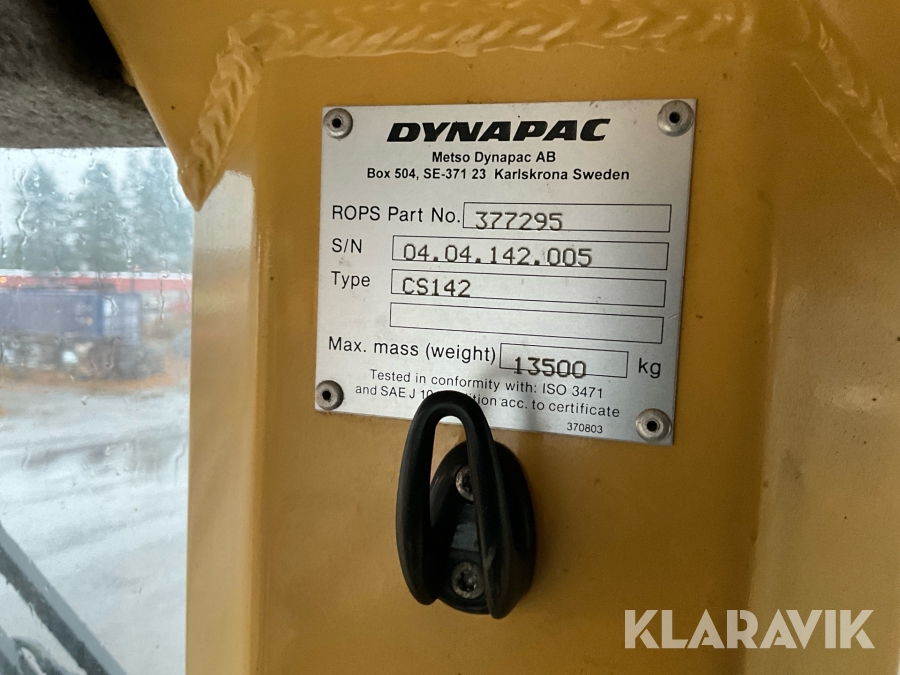 DYNAPAC
Metso Dynapac AB
Box 504, SE-371 23 Karlskrona Sweden
ROPS Part No. 377295
S/N 04.04.142.005
Type CS142
Max. mass (weight) 13500 kg
Tested in conformity with: ISO 3471
and SAE J acc. to certificate
370803
KLARAVIK